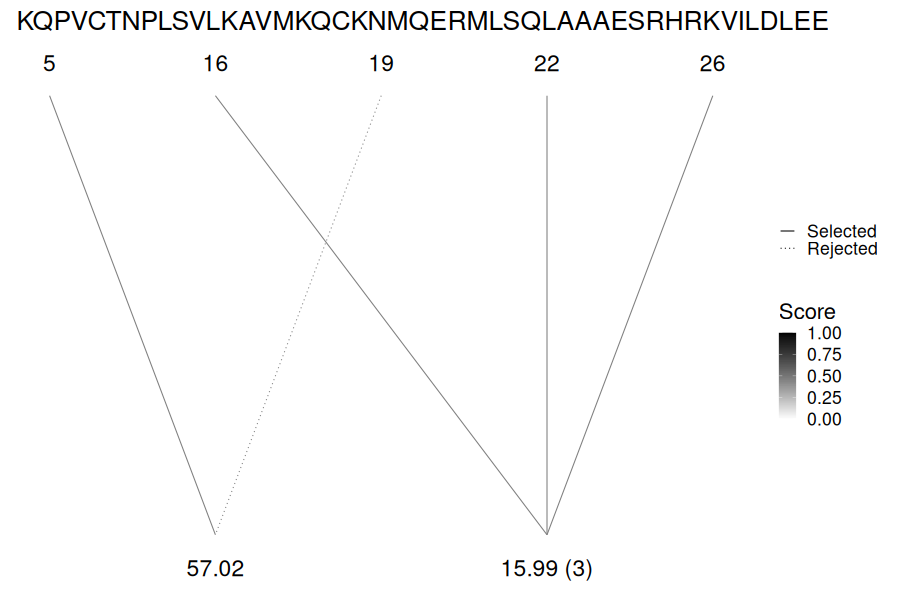 KQPVCTNPLSVLKAVMKQCKNMQERMLSQLAAAESRHRKVILDLEE
5 16 19 22 26
Selected
Rejected
Score
1.00
0.75
0.50
0.25
0.00
57.02 15.99 (3)